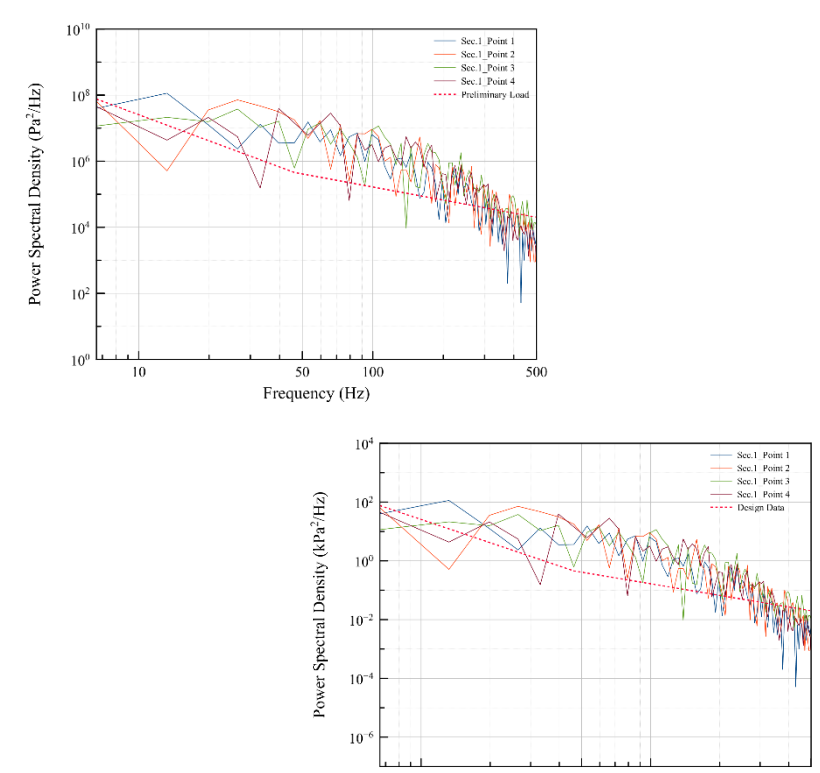 10^10
Sec.1_Point 1
Sec.1_Point 2
Sec.1_Point 3
Sec.1_Point 4
Preliminary Load
10^8
10^6
10^4
10^2
10^0
Power Spectral Density (Pa^2/Hz)
10
50
100
500
Frequency (Hz)
10^4
Sec.1_Point 1
Sec.1_Point 2
Sec.1_Point 3
Sec.1_Point 4
Design Data
10^2
10^0
10^-2
10^-4
10^-6
Power Spectral Density (kPa^2/Hz)